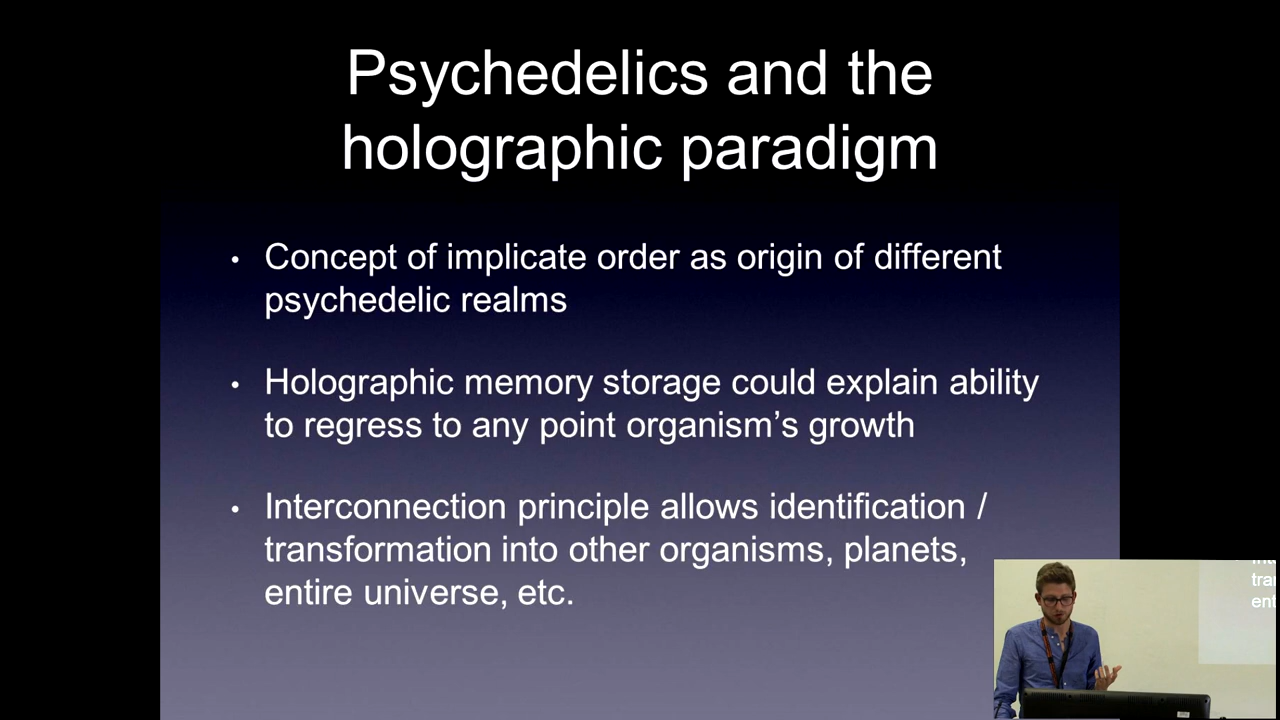 Psychedelics and the
holographic paradigm
• Concept of implicate order as origin of different
psychedelic realms
• Holographic memory storage could explain ability
to regress to any point organism’s growth
• Interconnection principle allows identification /
transformation into other organisms, planets,
entire universe, etc.
tra
ent